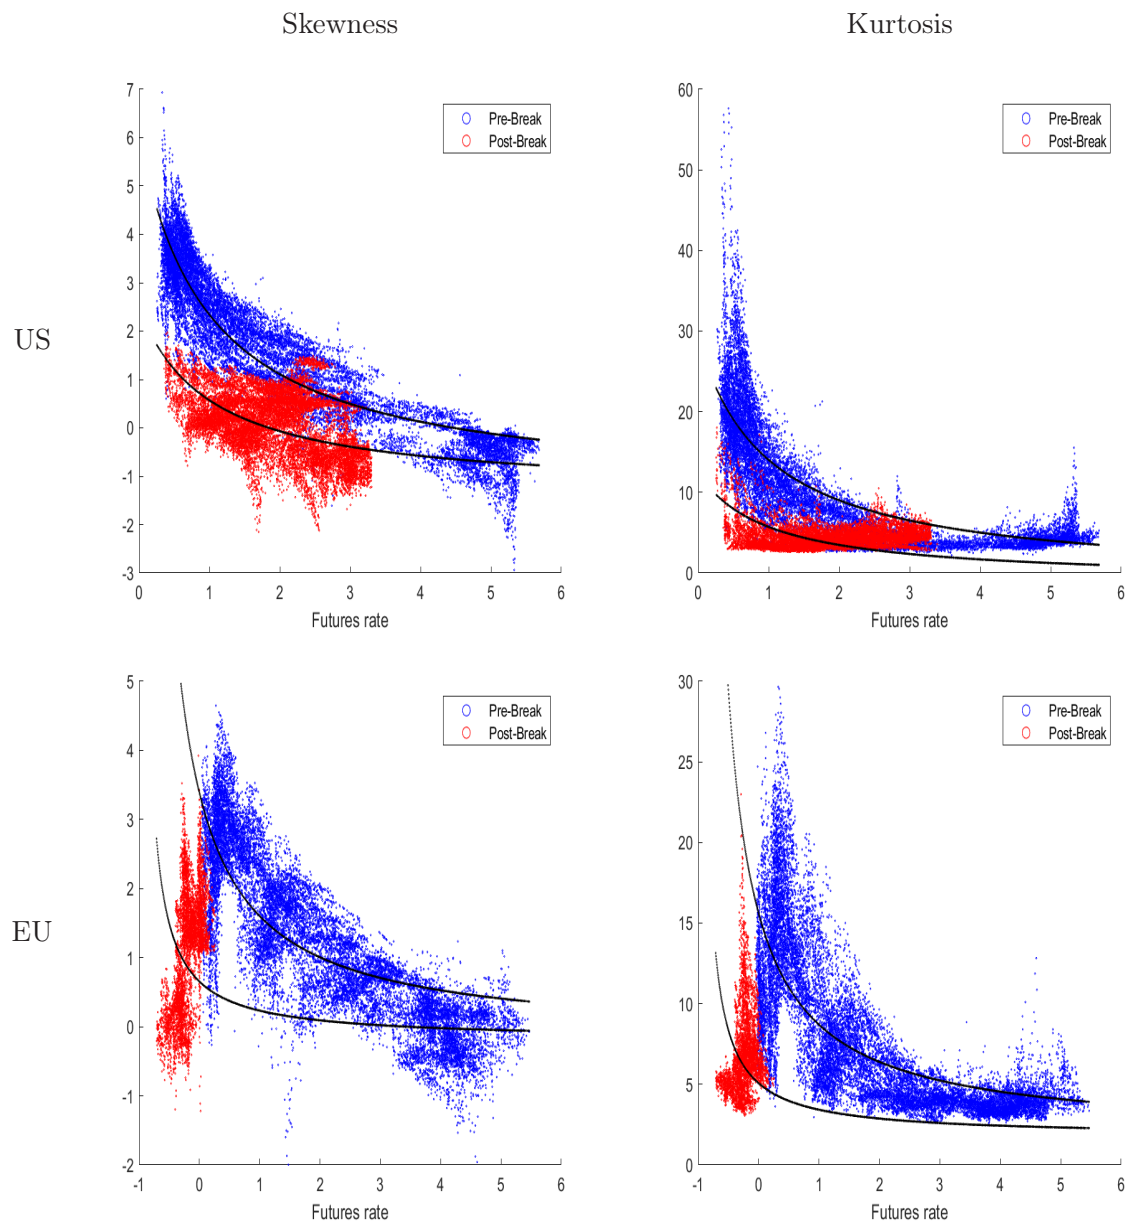 Skewness Kurtosis
7
6
5
4
3
2
1
0
-1
-2
-3
0 1 2 3 4 5 6
Futures rate
Pre-Break
Post-Break
60
50
40
30
20
10
0
0 1 2 3 4 5 6
Futures rate
Pre-Break
Post-Break
US
5
4
3
2
1
0
-1
-2
-1 0 1 2 3 4 5 6
Futures rate
Pre-Break
Post-Break
30
25
20
15
10
5
0
-1 0 1 2 3 4 5 6
Futures rate
Pre-Break
Post-Break
EU